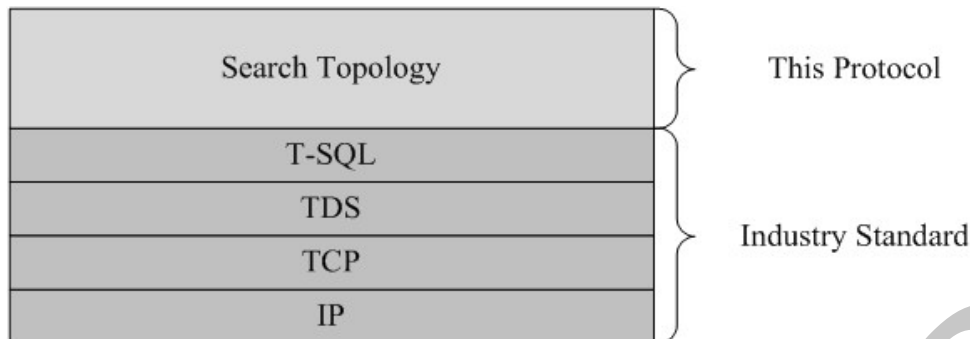 Search Topology
This Protocol
T-SQL
TDS
TCP
IP
Industry Standard